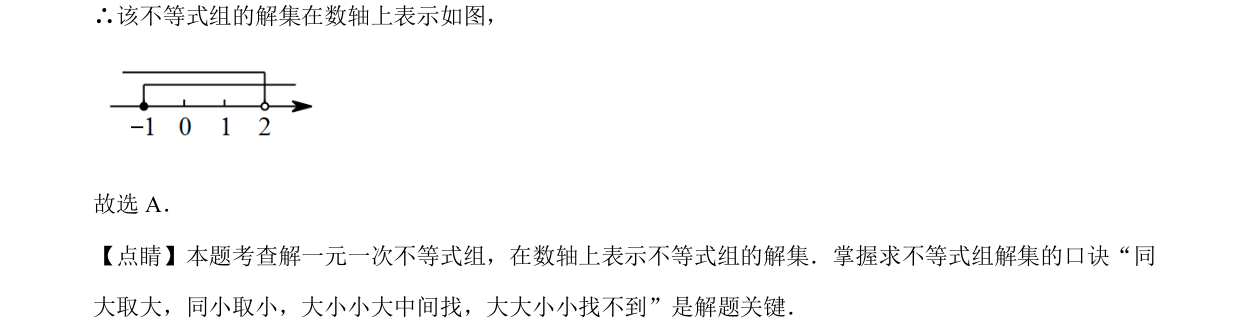 ∴该不等式组的解集在数轴上表示如图，
−1 0 1 2
故选 A．
【点睛】本题考查解一元一次不等式组，在数轴上表示不等式组的解集．掌握求不等式组解集的口诀“同
大取大，同小取小，大小小大中间找，大大小小找不到”是解题关键．